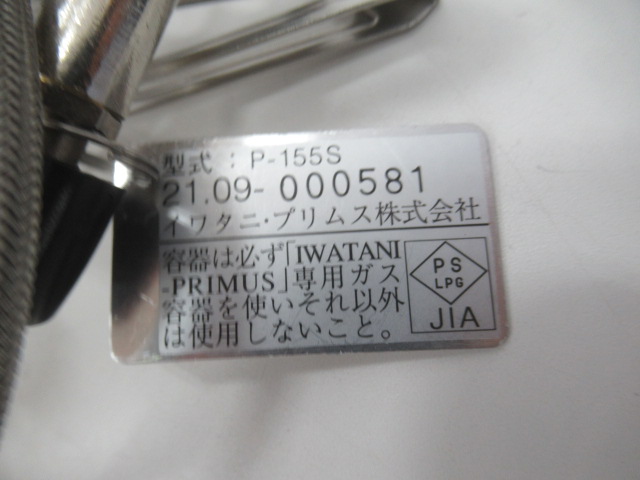 型式：P-155S
21.09-000581
イワタニ・プリムス株式会社
容器は必ず「IWATANI
-PRIMUS」専用ガス
容器を使いそれ以外
は使用しないこと。
PS
LPG
JIA